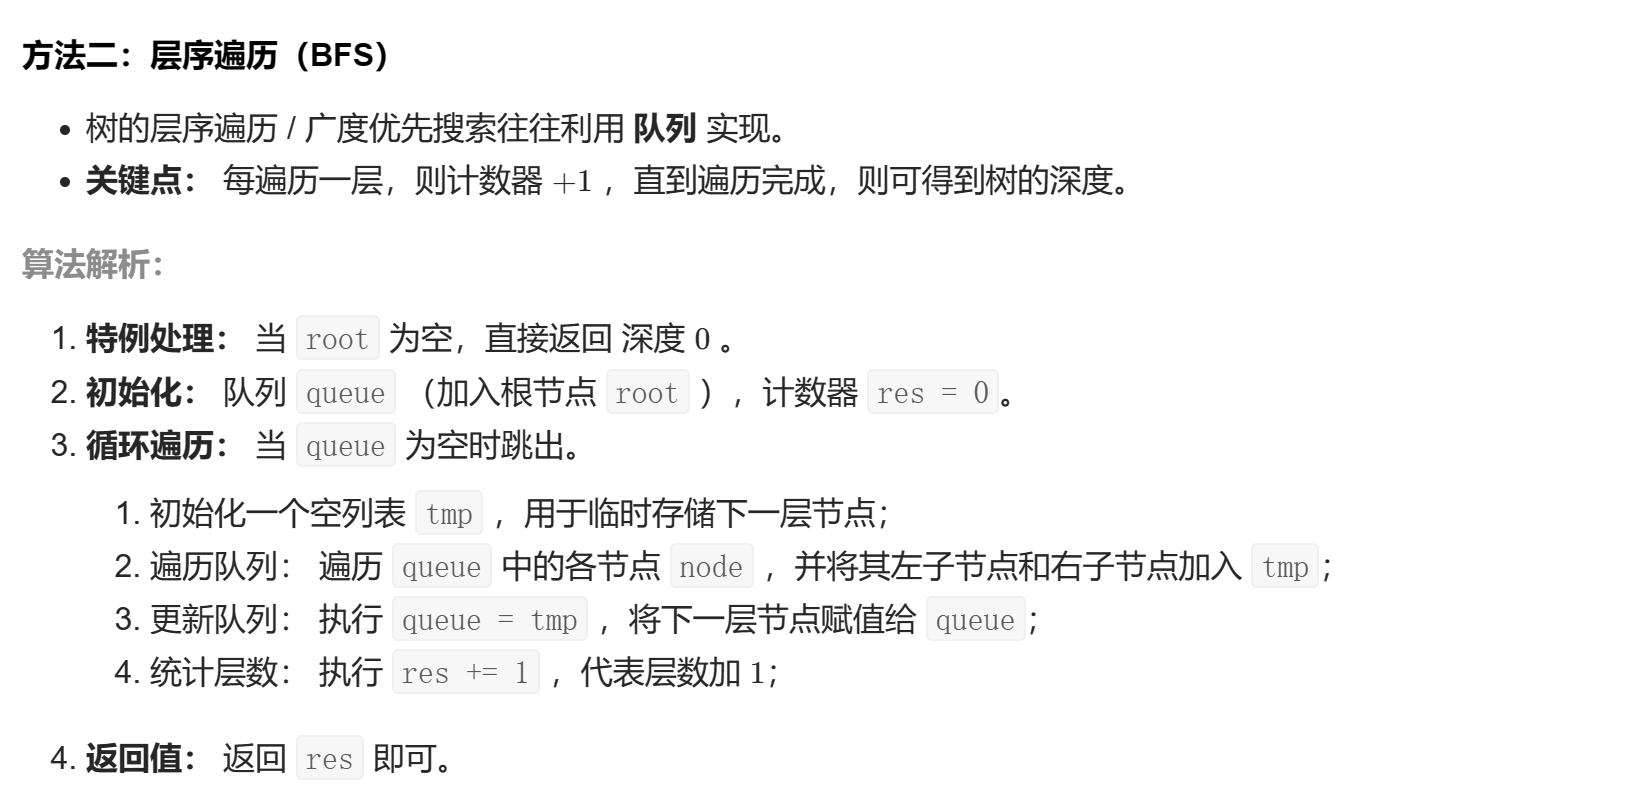 方法二：层序遍历（BFS）
• 树的层序遍历 / 广度优先搜索往往利用 队列 实现。
• 关键点： 每遍历一层，则计数器 +1 ，直到遍历完成，则可得到树的深度。
算法解析：
1. 特例处理： 当 root 为空，直接返回 深度 0 。
2. 初始化： 队列 queue （加入根节点 root ），计数器 res = 0。
3. 循环遍历： 当 queue 为空时跳出。
1. 初始化一个空列表 tmp ，用于临时存储下一层节点；
2. 遍历队列： 遍历 queue 中的各节点 node ，并将其左子节点和右子节点加入 tmp；
3. 更新队列： 执行 queue = tmp ，将下一层节点赋值给 queue；
4. 统计层数： 执行 res += 1 ，代表层数加 1；
4. 返回值： 返回 res 即可。